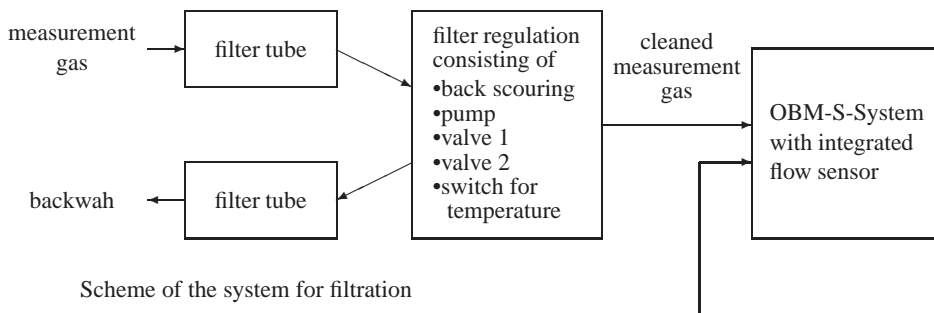 measurement
gas
filter tube
filter regulation
consisting of
•back scouring
•pump
•valve 1
•valve 2
•switch for
temperature
cleaned
measurement
gas
OBM-S-System
with integrated
flow sensor
backwah
filter tube
Scheme of the system for filtration